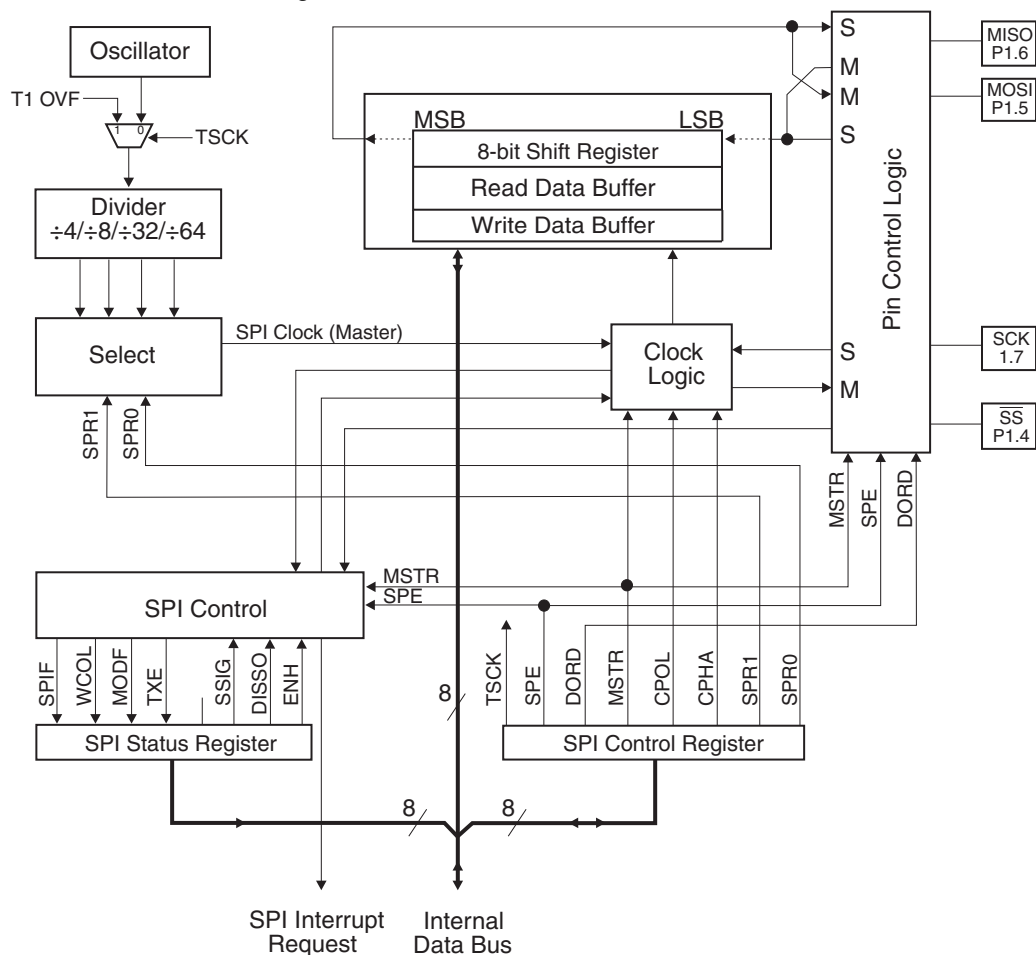 Oscillator
T1 OVF
1 0
TSCK
Divider
÷4/÷8/÷32/÷64
Select
SPI Clock (Master)
SPR1
SPR0
MSB
LSB
8-bit Shift Register
Read Data Buffer
Write Data Buffer
Clock
Logic
S
M
M
S
S
M
Pin Control Logic
MISO
P1.6
MOSI
P1.5
SCK
1.7
SS
P1.4
MSTR
SPE
DORD
MSTR
SPE
SPI Control
SPIF
WCOL
MODF
TXE
SSIG
DISSO
ENH
SPI Status Register
8
TSCK
SPE
DORD
MSTR
CPOL
CPHA
SPR1
SPR0
SPI Control Register
8
8
SPI Interrupt
Request
Internal
Data Bus